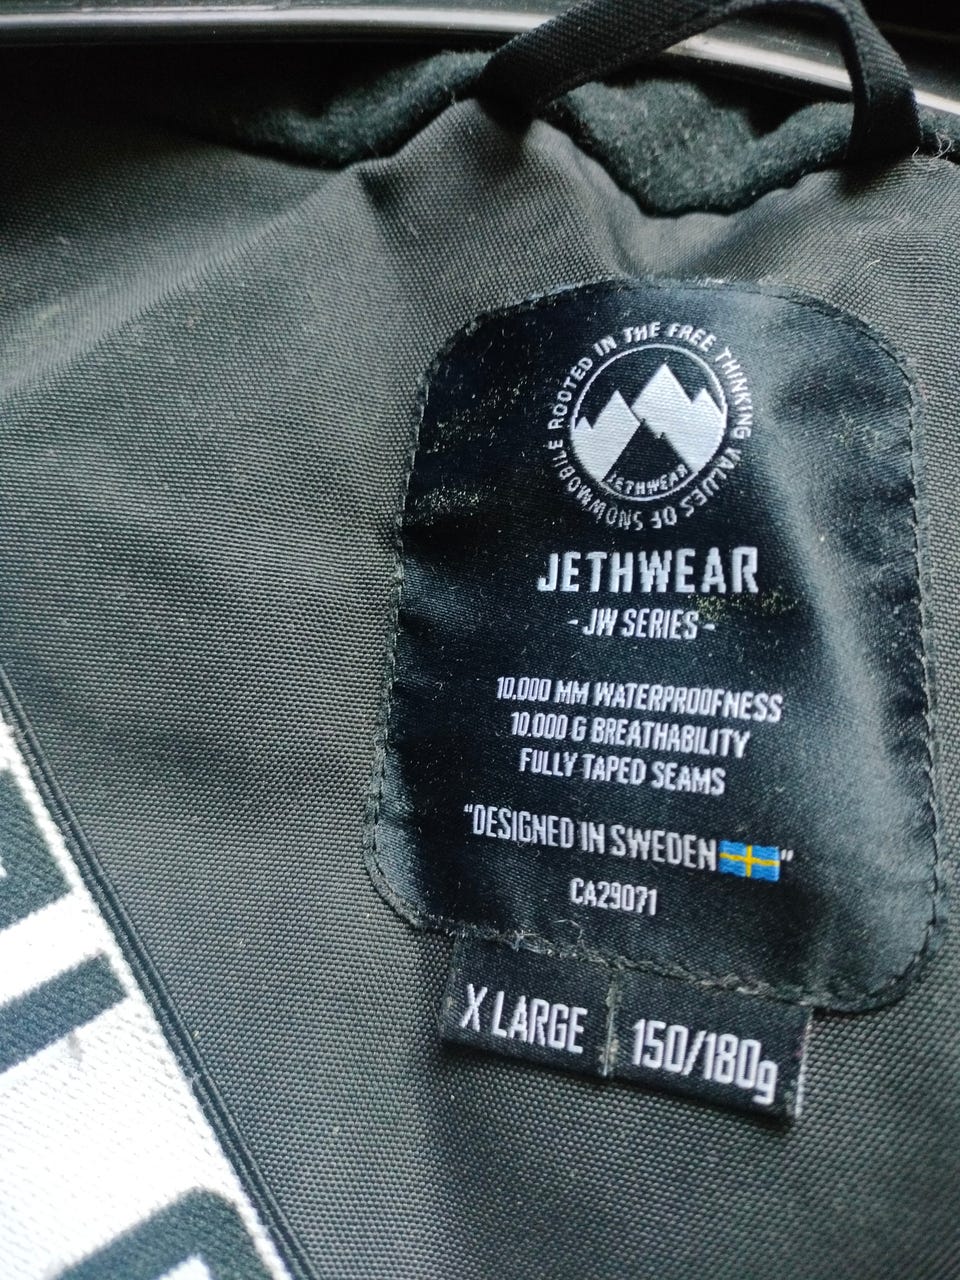 ROOTED IN THE FREE THINKING VALUES OF SNOWMOBILE
JETHWEAR
JETHWEAR
- JW SERIES -
10.000 MM WATERPROOFNESS
10.000 G BREATHABILITY
FULLY TAPED SEAMS
"DESIGNED IN SWEDEN"
CA29071
X LARGE
150/180g